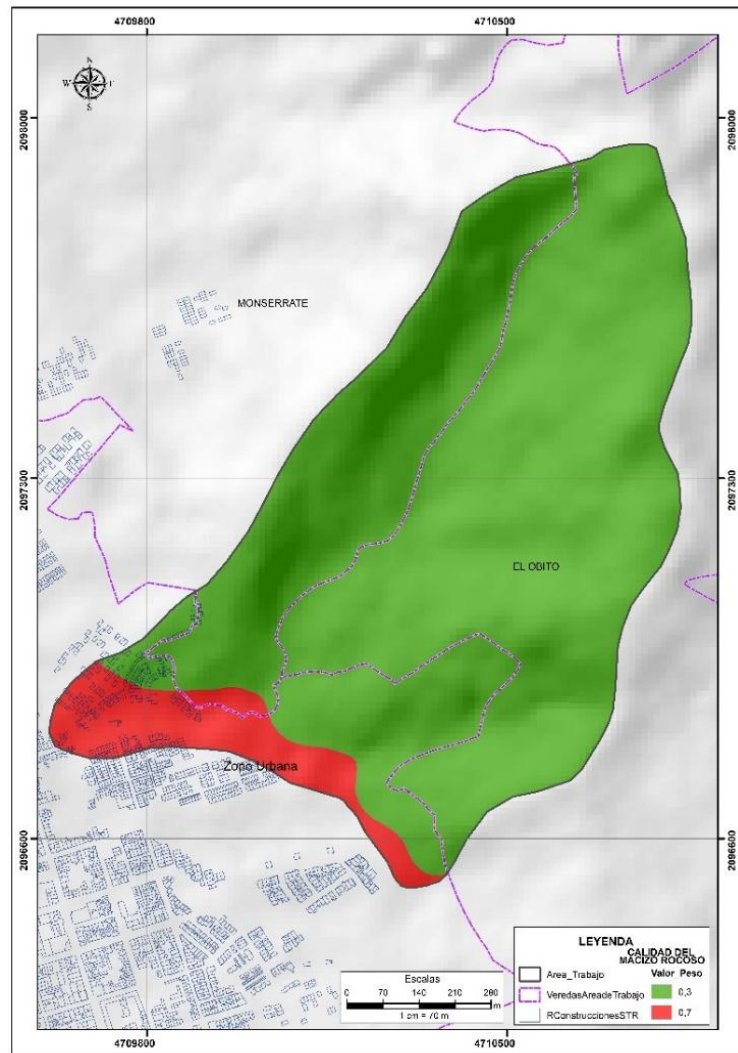 4709800 4710500
N
W E
S
2098000 2098000
MONSERRATE
2097300 2097300
EL OBITO
Zona Urbana
2096600 2096600
LEYENDA
CALIDAD DEL
MACIZO ROCOSO
Valor Peso
Area_Trabajo
0,3
VeredasAreadeTrabajo
0,7
RConstruccionesSTR
Escalas
0 70 140 210 280
m
1 cm = 70 m
4709800 4710500